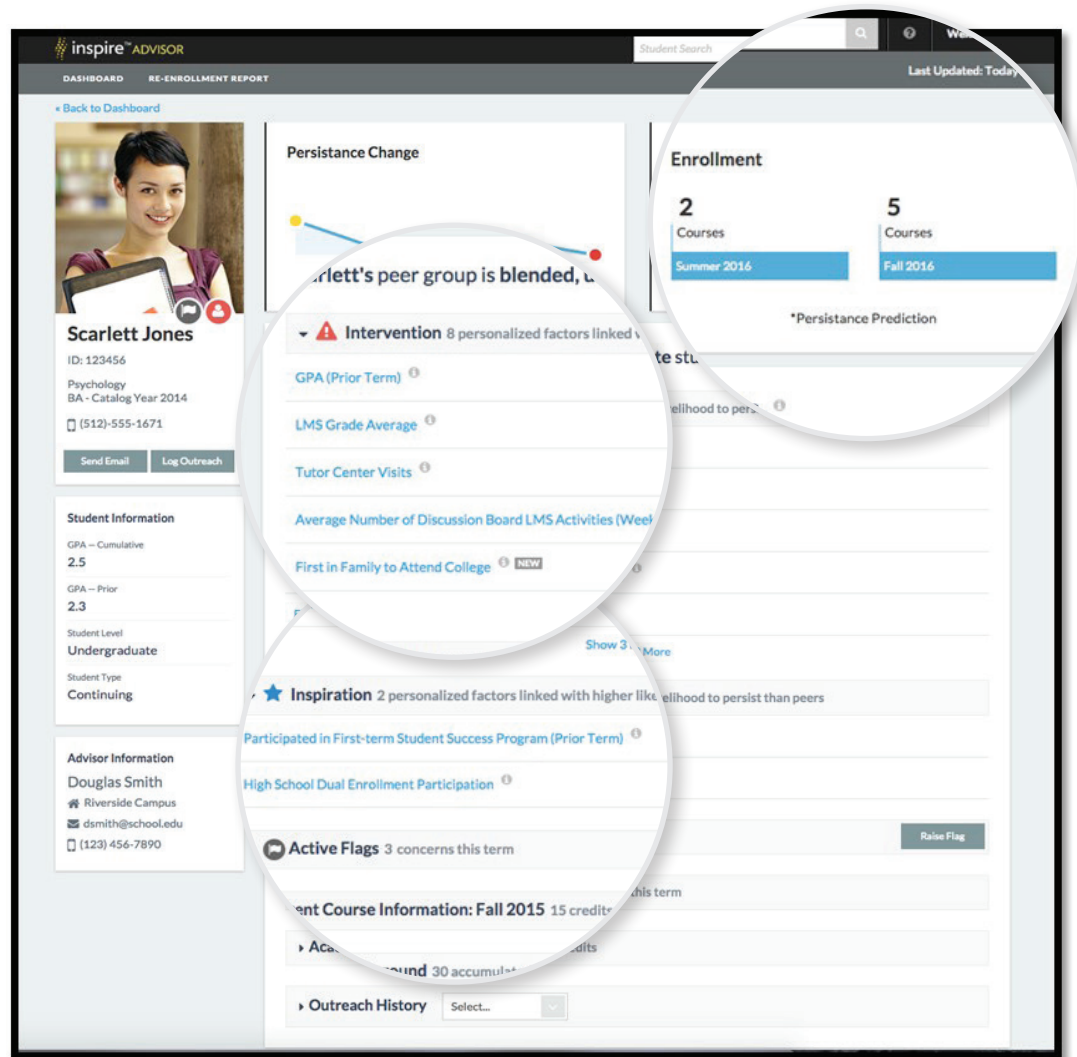 inspire™ ADVISOR
Student Search
DASHBOARD RE-ENROLLMENT REPORT
Last Updated: Today
« Back to Dashboard
Scarlett Jones
ID: 123456
Psychology
BA - Catalog Year 2014
(512)-555-1671
Send Email Log Outreach
Student Information
GPA — Cumulative
2.5
GPA — Prior
2.3
Student Level
Undergraduate
Student Type
Continuing
Advisor Information
Douglas Smith
Riverside Campus
dsmith@school.edu
(123) 456-7890
Persistance Change
Enrollment
2 5
Courses Courses
Summer 2016 Fall 2016
*Persistance Prediction
peer group is blended,
Intervention 8 personalized factors linked
GPA (Prior Term)
LMS Grade Average
Tutor Center Visits
Average Number of Discussion Board LMS Activities
First in Family to Attend College NEW
Show 3 More
Inspiration 2 personalized factors linked with higher likelihood to persist than peers
Participated in First-term Student Success Program (Prior Term)
High School Dual Enrollment Participation
Active Flags 3 concerns this term
Raise Flag
this term
Course Information: Fall 2015 15 credits
30
Outreach History Select...